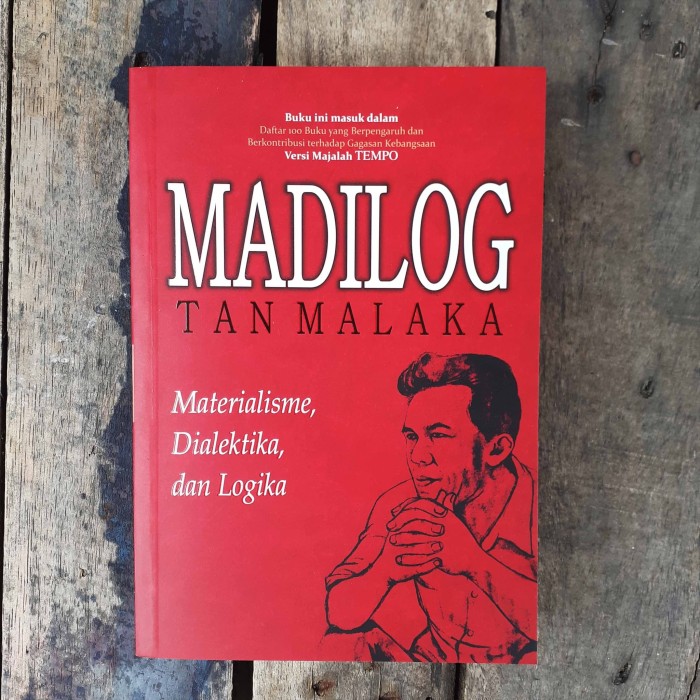 Buku ini masuk dalam
Daftar 100 Buku yang Berpengaruh dan
Berkontribusi terhadap Gagasan Kebangsaan
Versi Majalah TEMPO
MADILOG
TAN MALAKA
Materialisme,
Dialektika,
dan Logika